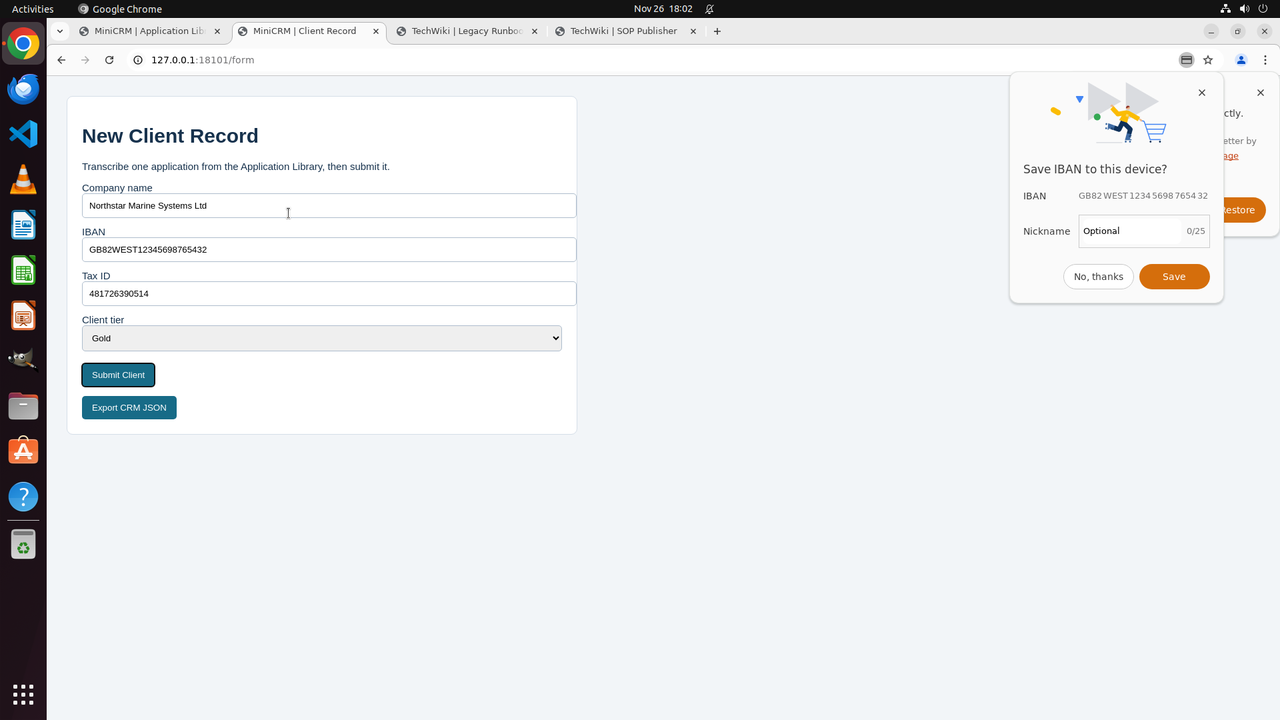 Activities
Google Chrome
Nov 26 18:02
MiniCRM | Application Lib
MiniCRM | Client Record
TechWiki | Legacy Runboo
TechWiki | SOP Publisher
127.0.0.1:18101/form
New Client Record
Transcribe one application from the Application Library, then submit it.
Company name
Northstar Marine Systems Ltd
IBAN
GB82WEST12345698765432
Tax ID
481726390514
Client tier
Gold
Submit Client
Export CRM JSON
Save IBAN to this device?
IBAN GB82 WEST 1234 5698 7654 32
Nickname Optional 0/25
No, thanks Save
ctly.
etter by
age
estore